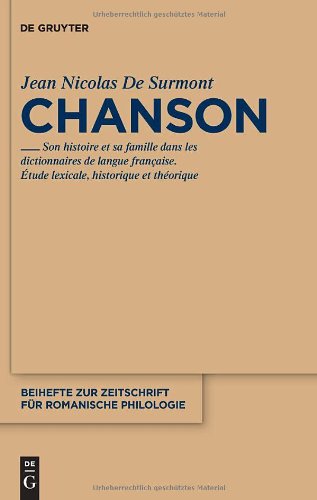 Urheberrechtlich geschütztes Material
DE GRUYTER
Jean Nicolas De Surmont
CHANSON
Son histoire et sa famille dans les
dictionnaires de langue française.
Étude lexicale, historique et théorique
BEIHEFTE ZUR ZEITSCHRIFT
FÜR ROMANISCHE PHILOLOGIE
DE
G
Urheberrechtlich geschütztes Material